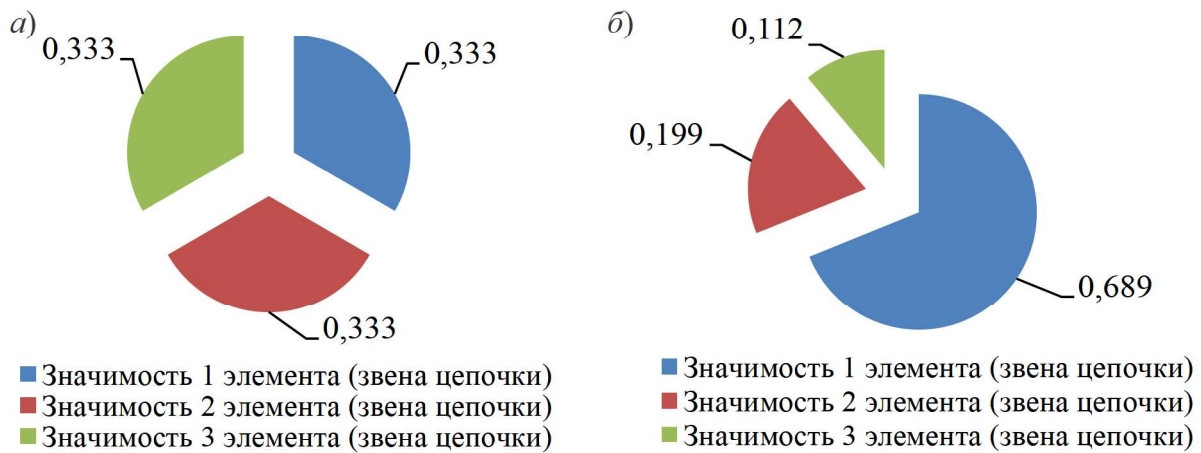 а)
0,333
0,333
0,333
Значимость 1 элемента (звена цепочки)
Значимость 2 элемента (звена цепочки)
Значимость 3 элемента (звена цепочки)
б)
0,112
0,199
0,689
Значимость 1 элемента (звена цепочки)
Значимость 2 элемента (звена цепочки)
Значимость 3 элемента (звена цепочки)